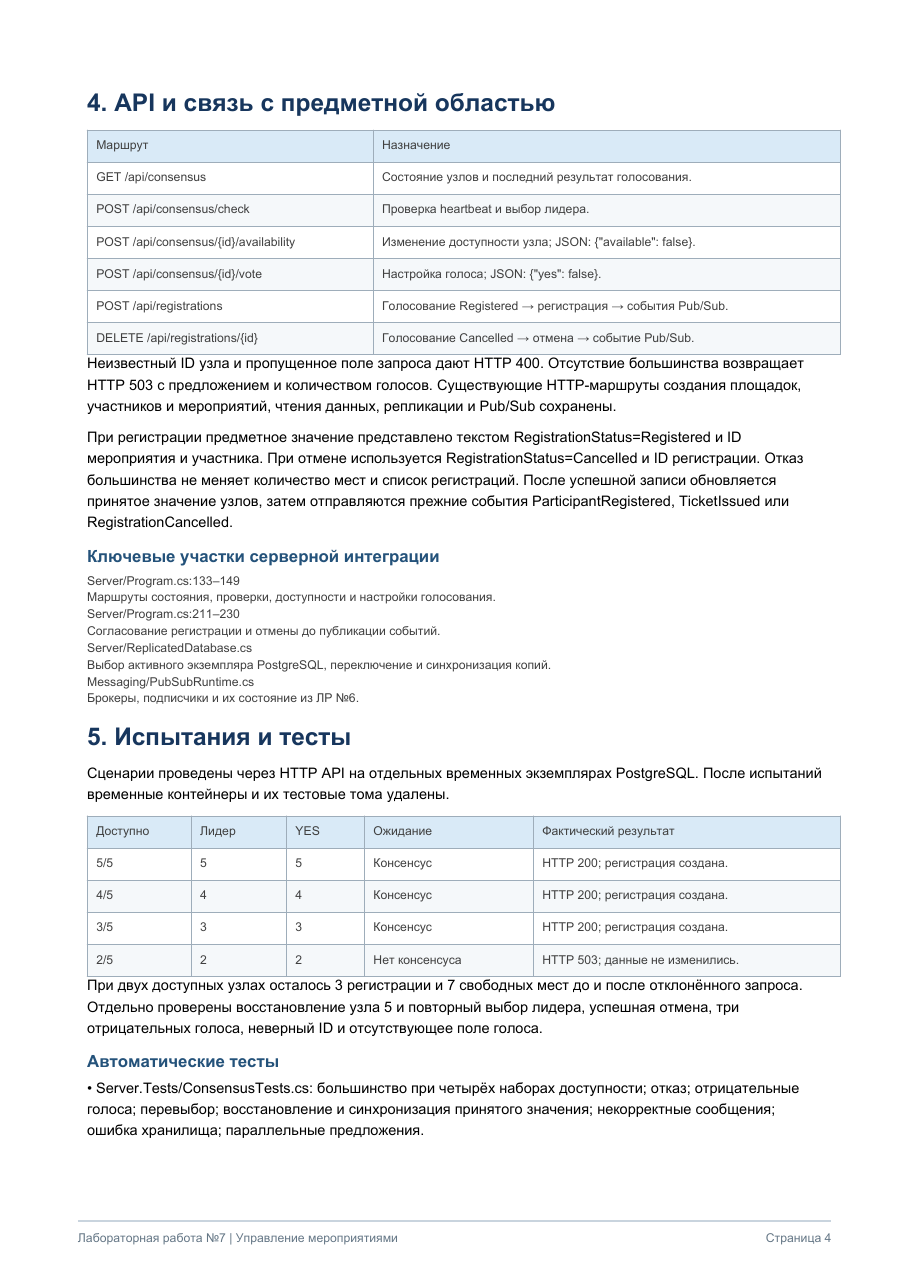 4. API и связь с предметной областью
Маршрут Назначение
GET /api/consensus Состояние узлов и последний результат голосования.
POST /api/consensus/check Проверка heartbeat и выбор лидера.
POST /api/consensus/{id}/availability Изменение доступности узла; JSON: {"available": false}.
POST /api/consensus/{id}/vote Настройка голоса; JSON: {"yes": false}.
POST /api/registrations Голосование Registered → регистрация → события Pub/Sub.
DELETE /api/registrations/{id} Голосование Cancelled → отмена → событие Pub/Sub.
Неизвестный ID узла и пропущенное поле запроса дают HTTP 400. Отсутствие большинства возвращает
HTTP 503 с предложением и количеством голосов. Существующие HTTP-маршруты создания площадок,
участников и мероприятий, чтения данных, репликации и Pub/Sub сохранены.
При регистрации предметное значение представлено текстом RegistrationStatus=Registered и ID
мероприятия и участника. При отмене используется RegistrationStatus=Cancelled и ID регистрации. Отказ
большинства не меняет количество мест и список регистраций. После успешной записи обновляется
принятое значение узлов, затем отправляются прежние события ParticipantRegistered, TicketIssued или
RegistrationCancelled.
Ключевые участки серверной интеграции
Server/Program.cs:133–149
Маршруты состояния, проверки, доступности и настройки голосования.
Server/Program.cs:211–230
Согласование регистрации и отмены до публикации событий.
Server/ReplicatedDatabase.cs
Выбор активного экземпляра PostgreSQL, переключение и синхронизация копий.
Messaging/PubSubRuntime.cs
Брокеры, подписчики и их состояние из ЛР №6.
5. Испытания и тесты
Сценарии проведены через HTTP API на отдельных временных экземплярах PostgreSQL. После испытаний
временные контейнеры и их тестовые тома удалены.
Доступно Лидер YES Ожидание Фактический результат
5/5 5 5 Консенсус HTTP 200; регистрация создана.
4/5 4 4 Консенсус HTTP 200; регистрация создана.
3/5 3 3 Консенсус HTTP 200; регистрация создана.
2/5 2 2 Нет консенсуса HTTP 503; данные не изменились.
При двух доступных узлах осталось 3 регистрации и 7 свободных мест до и после отклонённого запроса.
Отдельно проверены восстановление узла 5 и повторный выбор лидера, успешная отмена, три
отрицательных голоса, неверный ID и отсутствующее поле голоса.
Автоматические тесты
• Server.Tests/ConsensusTests.cs: большинство при четырёх наборах доступности; отказ; отрицательные
голоса; перевыбор; восстановление и синхронизация принятого значения; некорректные сообщения;
ошибка хранилища; параллельные предложения.
Лабораторная работа №7 | Управление мероприятиями Страница 4